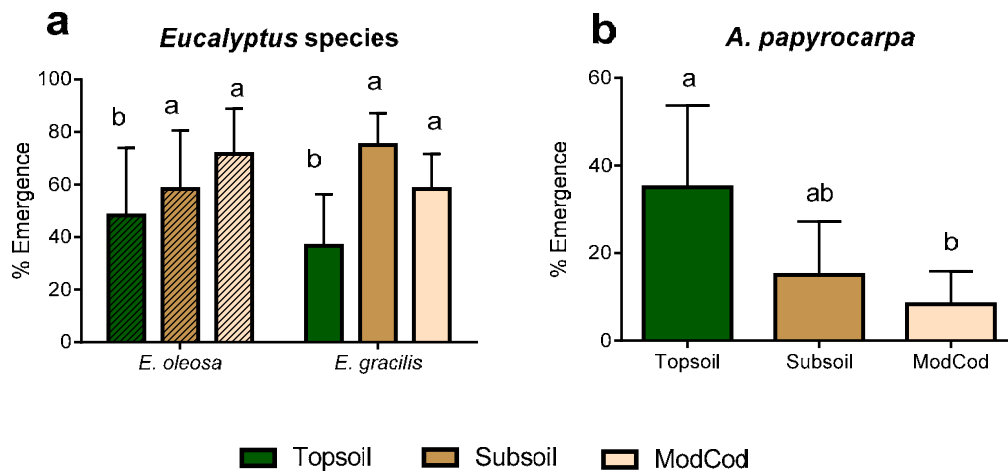 a
Eucalyptus species
% Emergence
100
80
60
40
20
0
b
a
a
b
a
a
E. oleosa
E. gracilis
b
A. papyrocarpa
% Emergence
60
40
20
0
a
ab
b
Topsoil
Subsoil
ModCod
Topsoil
Subsoil
ModCod